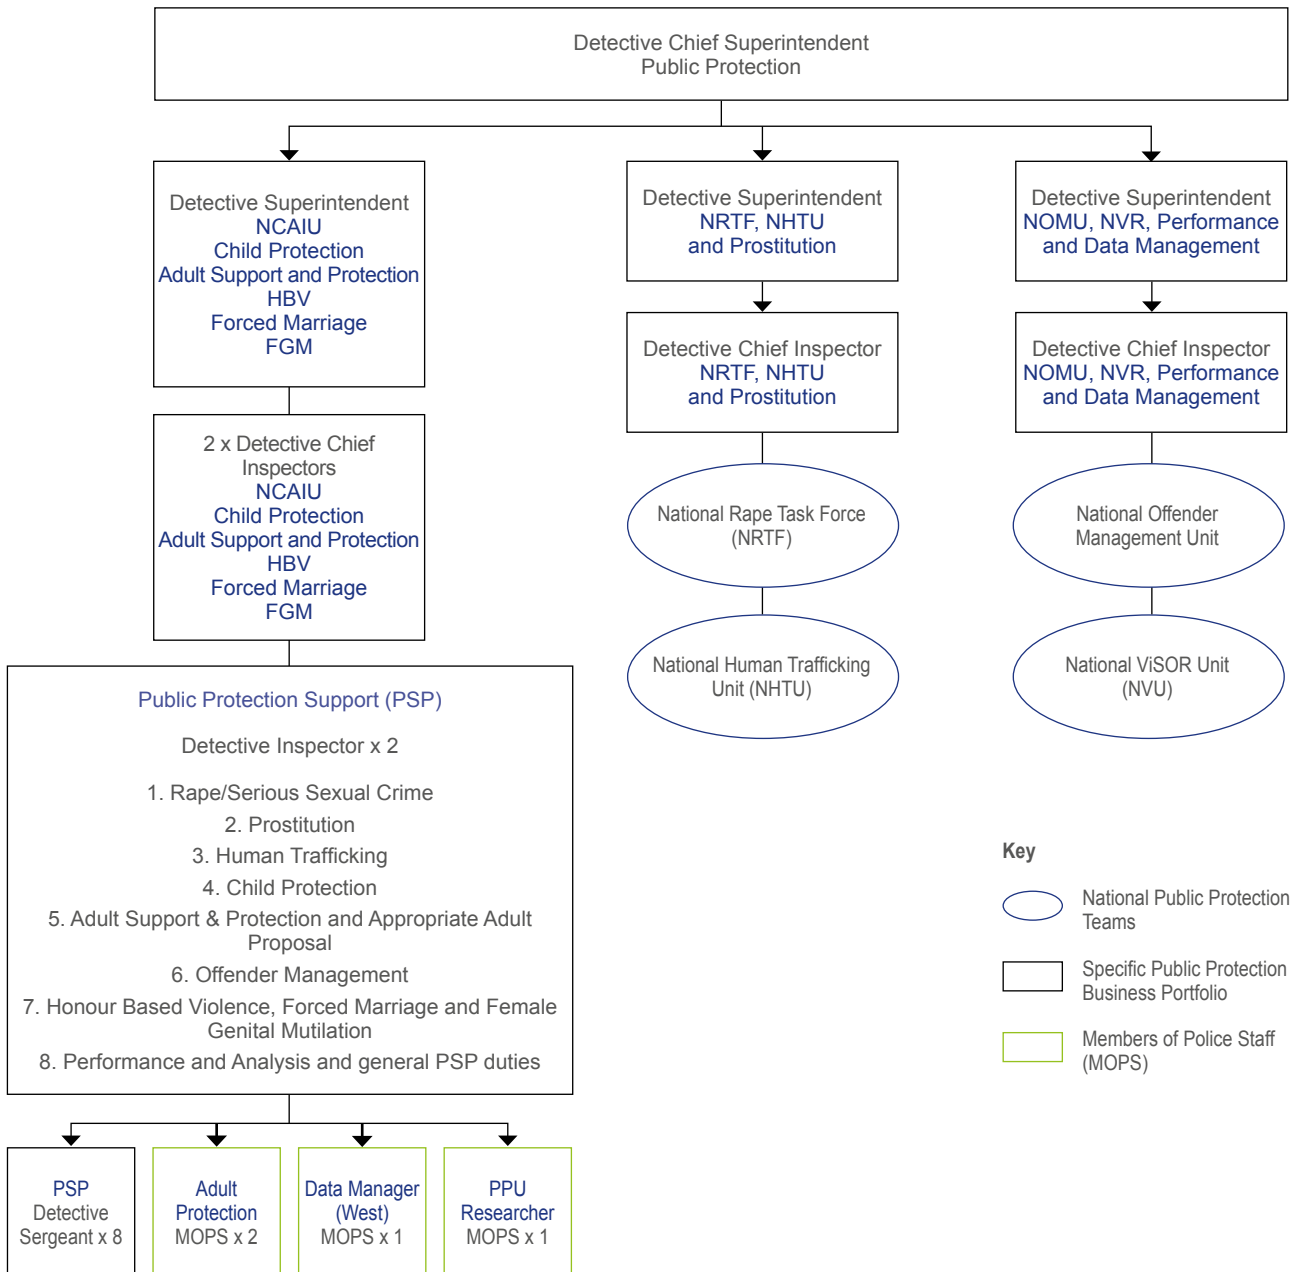 Detective Chief Superintendent
Public Protection
Detective Superintendent
NCAIU
Child Protection
Adult Support and Protection
HBV
Forced Marriage
FGM
Detective Superintendent
NRTF, NHTU
and Prostitution
Detective Superintendent
NOMU, NVR, Performance
and Data Management
2 x Detective Chief
Inspectors
NCAIU
Child Protection
Adult Support and Protection
HBV
Forced Marriage
FGM
Detective Chief Inspector
NRTF, NHTU
and Prostitution
Detective Chief Inspector
NOMU, NVR, Performance
and Data Management
National Rape Task Force
(NRTF)
National Offender
Management Unit
National Human Trafficking
Unit (NHTU)
National ViSOR Unit
(NVU)
Public Protection Support (PSP)
Detective Inspector x 2
1. Rape/Serious Sexual Crime
2. Prostitution
3. Human Trafficking
4. Child Protection
5. Adult Support & Protection and Appropriate Adult
Proposal
6. Offender Management
7. Honour Based Violence, Forced Marriage and Female
Genital Mutilation
8. Performance and Analysis and general PSP duties
PSP
Detective
Sergeant x 8
Adult
Protection
MOPS x 2
Data Manager
(West)
MOPS x 1
PPU
Researcher
MOPS x 1
Key
National Public Protection
Teams
Specific Public Protection
Business Portfolio
Members of Police Staff
(MOPS)